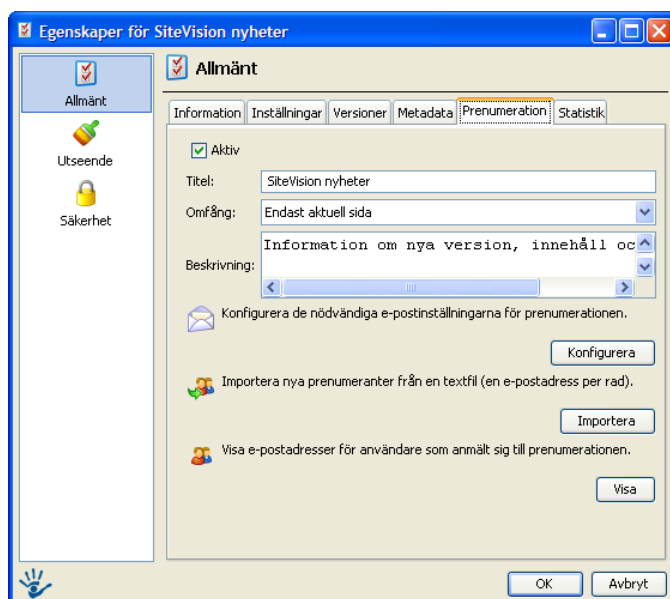 Egenskaper för SiteVision nyheter
Allmänt
Utseende
Säkerhet
Allmänt
Information Inställningar Versioner Metadata Prenumeration Statistik
Aktiv
Titel: SiteVision nyheter
Omfång: Endast aktuell sida
Beskrivning: Information om nya version, innehåll oc
Konfigurera de nödvändiga e-postinställningarna för prenumerationen.
Konfigurera
Importera nya prenumeranter från en textfil (en e-postadress per rad).
Importera
Visa e-postadresser för användare som anmält sig till prenumerationen.
Visa
OK Avbryt